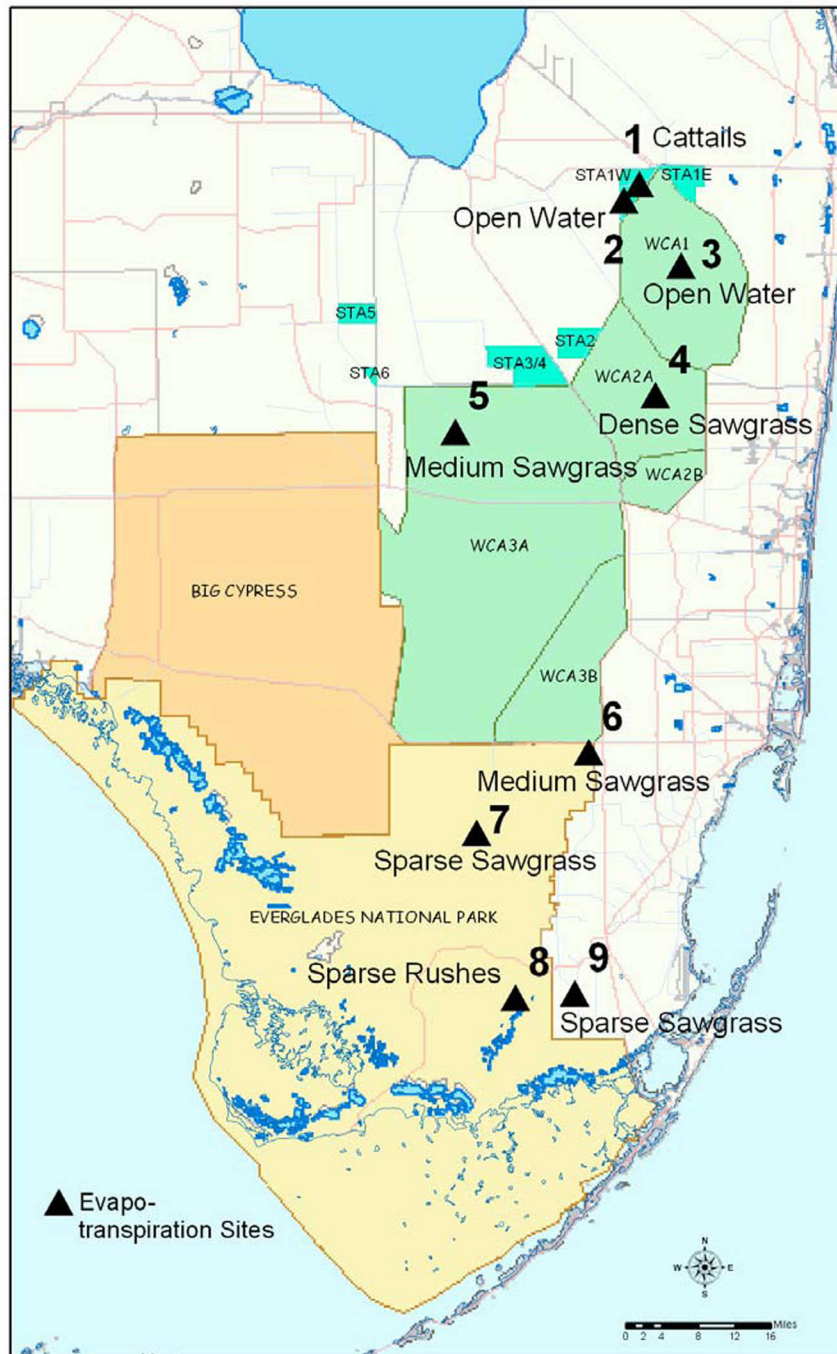 1 Cattails
STA1W STA1E
Open Water
2
WCA1
3
Open Water
STA5
STA2
STA3/4
STA6
WCA2A
4
5
Dense Sawgrass
Medium Sawgrass
WCA2B
WCA3A
BIG CYPRESS
WCA3B
6
Medium Sawgrass
7
Sparse Sawgrass
EVERGLADES NATIONAL PARK
Sparse Rushes 8 9
Sparse Sawgrass
Evapo-
transpiration Sites
N
W E
S
Miles
0 2 4 8 12 16